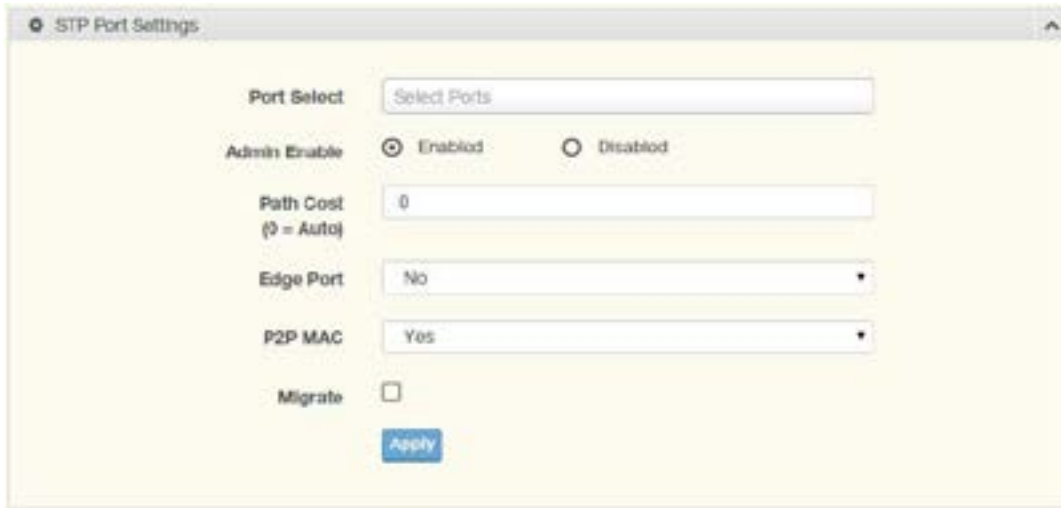 STP Port Settings
Port Select Select Ports
Admin Enable Enabled Disabled
Path Cost 0
(0 = Auto)
Edge Port No
P2P MAC Yes
Migrate
Apply